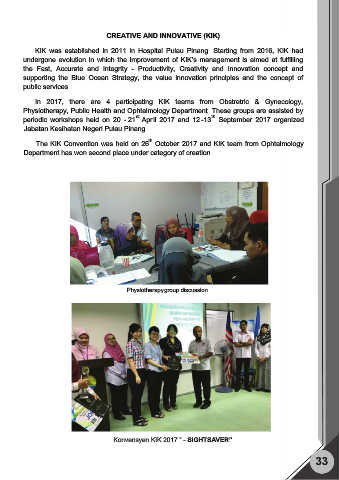 CREATIVE AND INNOVATIVE (KIK)
KIK was established in 2011 in Hospital Pulau Pinang Starting from 2016, KIK had
undergone evolution in which the improvement of KIK's management is aimed at fulfilling
the Fast, Accurate and Integrity - Productivity, Creativity and Innovation concept and
supporting the Blue Ocean Strategy, the value innovation principles and the concept of
public services
In 2017, there are 4 participating KIK teams from Obstretric & Gynecology,
Physiotherapy, Public Health and Ophtelmology Department These groups are assisted by
periodic workshops held on 20 - 21st April 2017 and 12 -13th September 2017 organized
Jabatan Kesihatan Negeri Pulau Pinang
The KIK Convention was held on 26th October 2017 and KIK team from Ophtelmology
Department has won second place under category of creation
Physiotherapygroup discussion
Konvensyen KIK 2017 " - SIGHTSAVER"
33